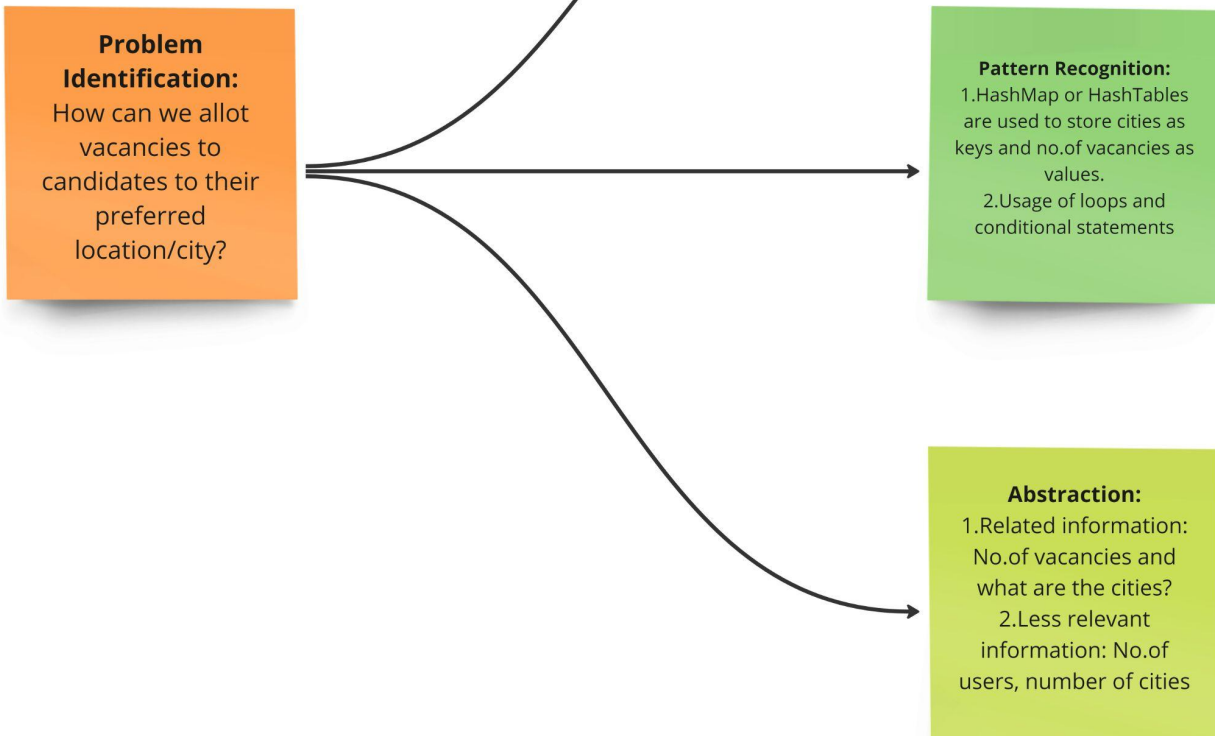 Problem
Identification:
How can we allot
vacancies to
candidates to their
preferred
location/city?
Pattern Recognition:
1.HashMap or HashTables
are used to store cities as
keys and no.of vacancies as
values.
2.Usage of loops and
conditional statements
Abstraction:
1.Related information:
No.of vacancies and
what are the cities?
2.Less relevant
information: No.of
users, number of cities